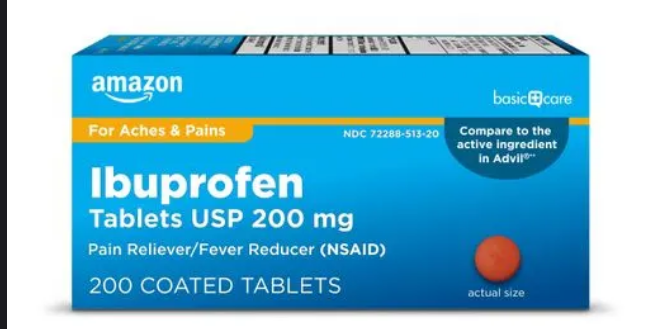 amazon
basic care
For Aches & Pains
NDC 72288-513-20
Compare to the
active ingredient
in Advil®**
Ibuprofen
Tablets USP 200 mg
Pain Reliever/Fever Reducer (NSAID)
200 COATED TABLETS
actual size